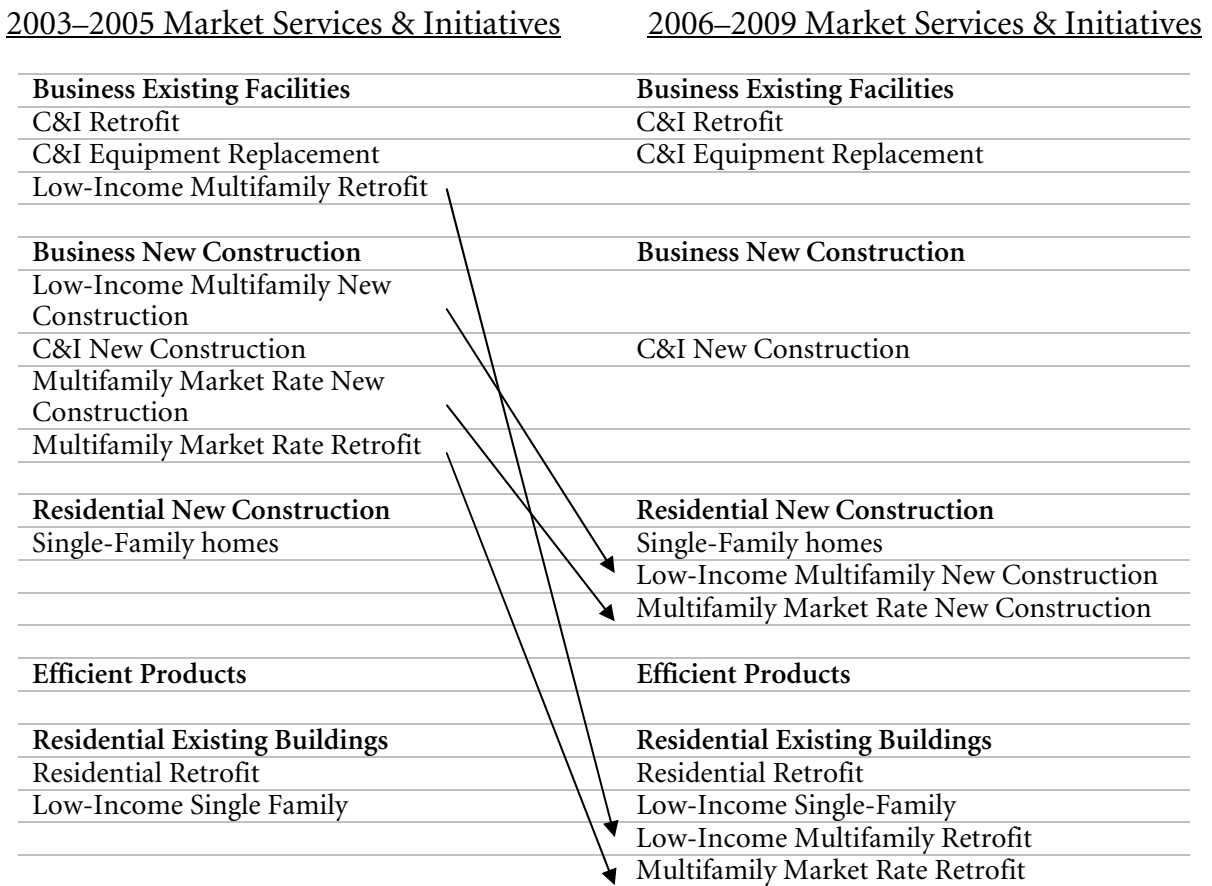 2003–2005 Market Services & Initiatives
2006–2009 Market Services & Initiatives
Business Existing Facilities
Business Existing Facilities
C&I Retrofit
C&I Retrofit
C&I Equipment Replacement
C&I Equipment Replacement
Low-Income Multifamily Retrofit
Business New Construction
Business New Construction
Low-Income Multifamily New
Construction
C&I New Construction
C&I New Construction
Multifamily Market Rate New
Construction
Multifamily Market Rate Retrofit
Residential New Construction
Residential New Construction
Single-Family homes
Single-Family homes
Low-Income Multifamily New Construction
Multifamily Market Rate New Construction
Efficient Products
Efficient Products
Residential Existing Buildings
Residential Existing Buildings
Residential Retrofit
Residential Retrofit
Low-Income Single Family
Low-Income Single-Family
Low-Income Multifamily Retrofit
Multifamily Market Rate Retrofit